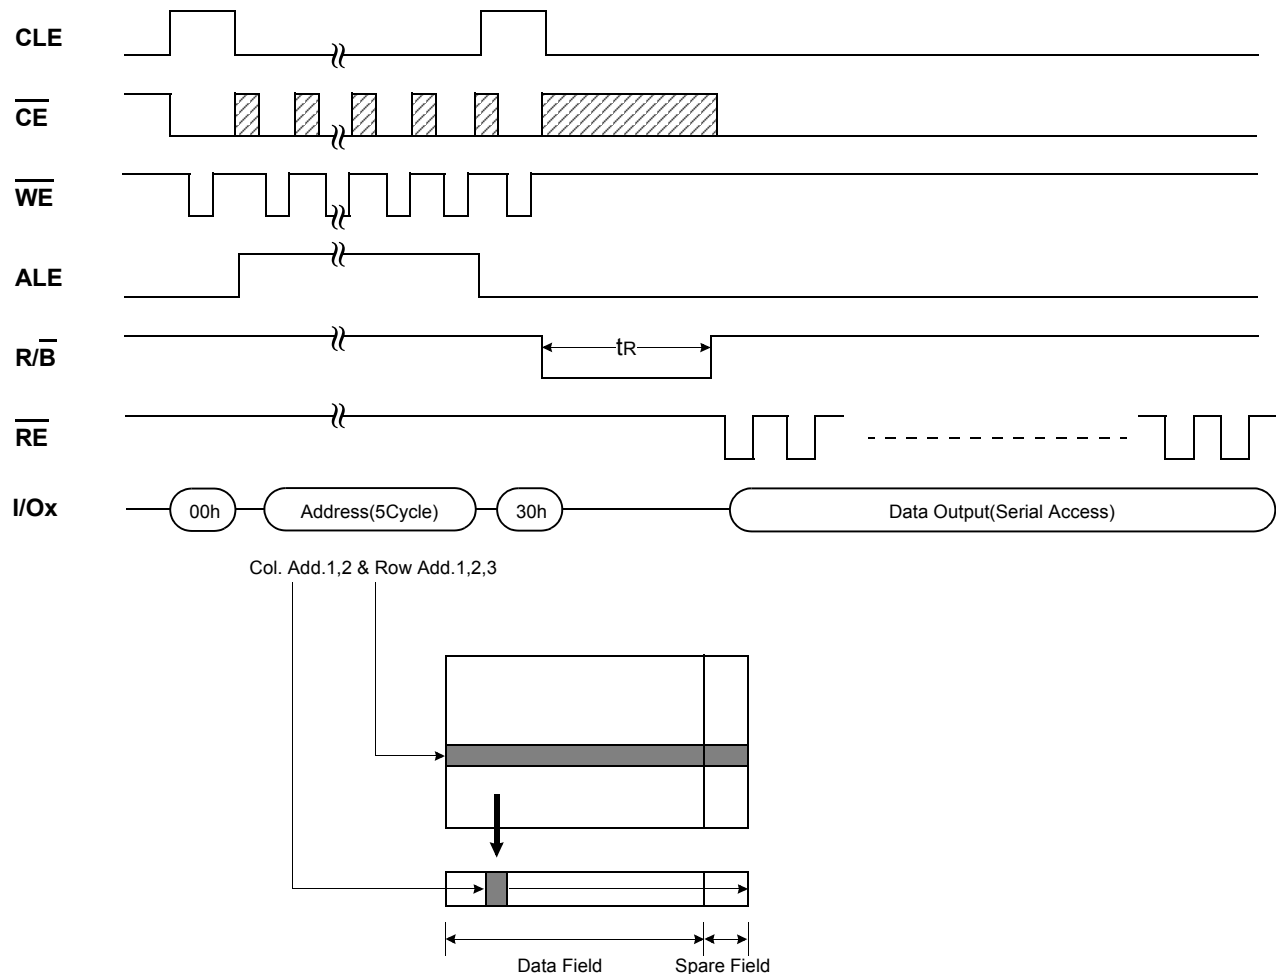 CLE
CE
WE
ALE
R/B
tR
RE
I/Ox
00h
Address(5Cycle)
30h
Data Output(Serial Access)
Col. Add.1,2 & Row Add.1,2,3
Data Field
Spare Field